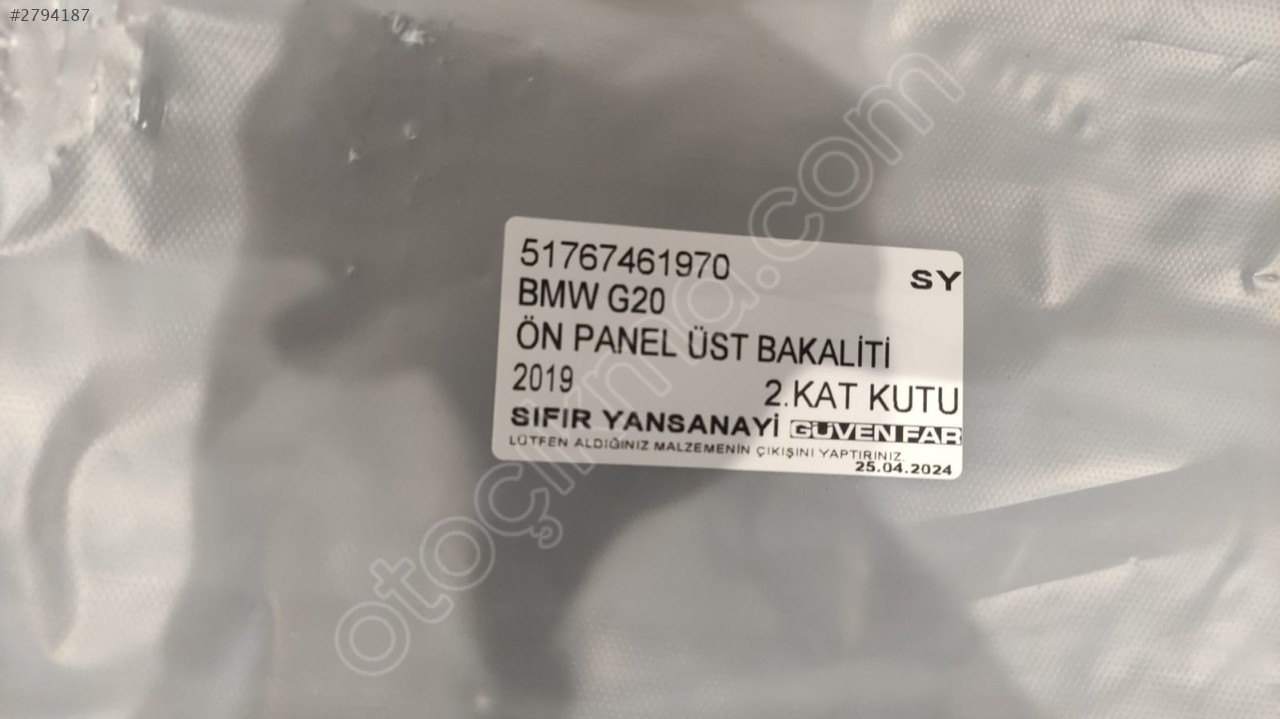 #2794187
51767461970
SY
BMW G20
ÖN PANEL ÜST BAKALİTİ
2019
2.KAT KUTU
SIFIR YANSANAYİ GÜVEN FAR
LÜTFEN ALDIĞINIZ MALZEMENİN ÇIKIŞINI YAPTIRINIZ.
25.04.2024
otoçıkma.com